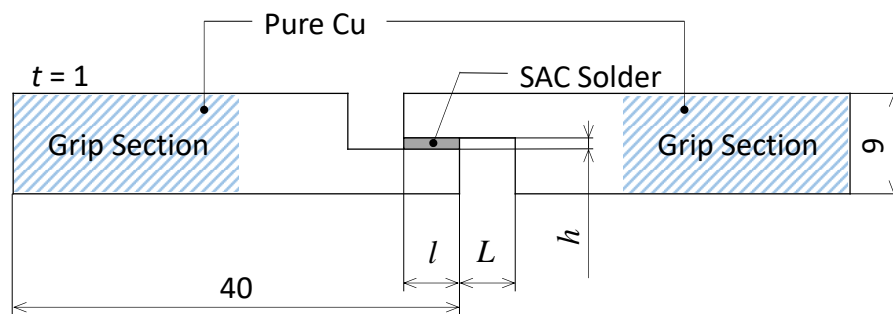 Pure Cu
t = 1
SAC Solder
Grip Section
Grip Section
9
h
l
L
40